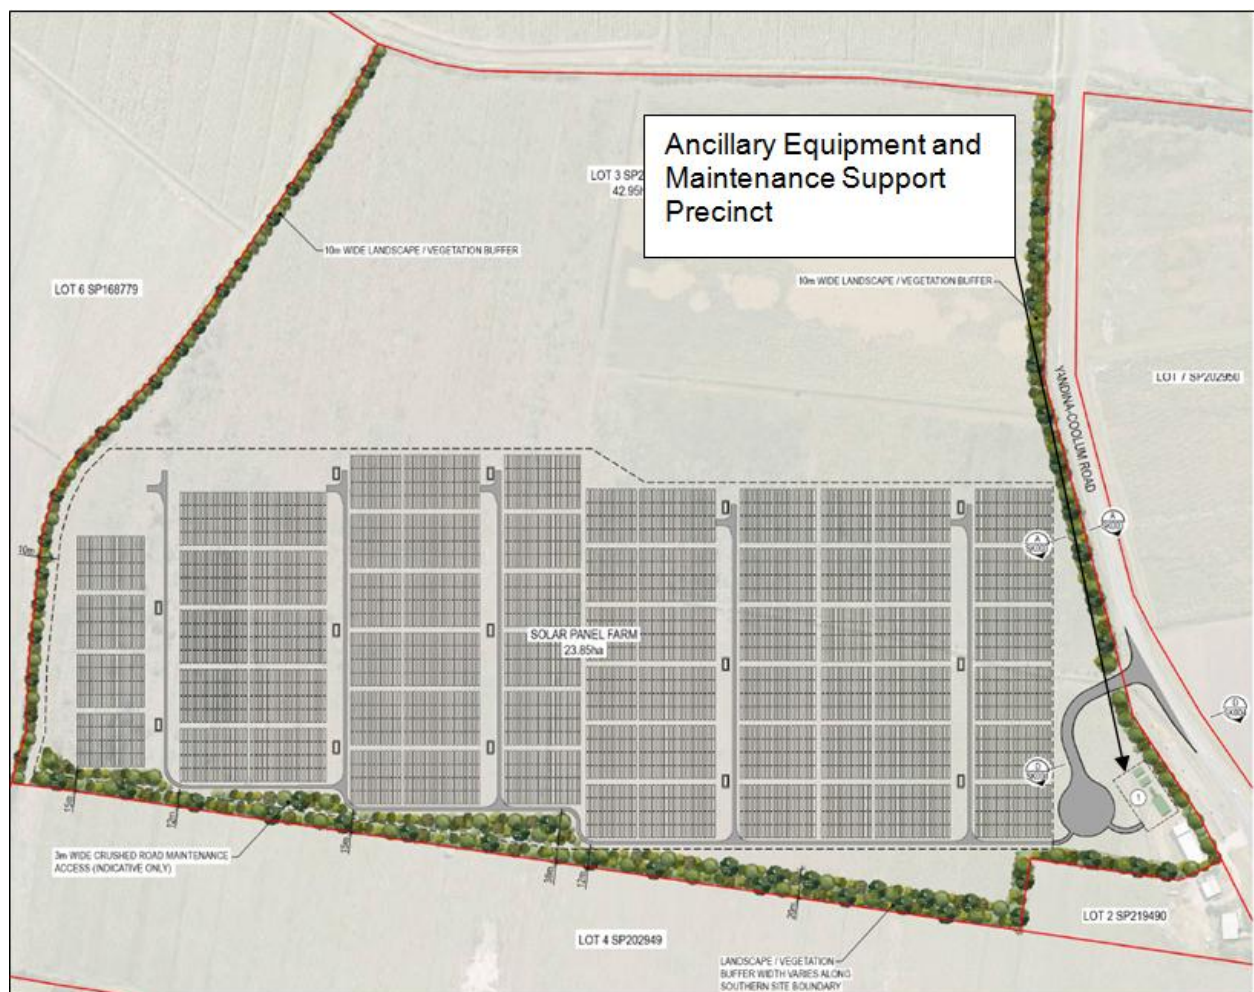 Ancillary Equipment and
Maintenance Support
Precinct
LOT 3 SP2
42.95h
10m WIDE LANDSCAPE / VEGETATION BUFFER
LOT 6 SP168779
10m WIDE LANDSCAPE / VEGETATION BUFFER
LOT 7 SP202950
YANDINA-COOLUM ROAD
A
A
10m
SOLAR PANEL FARM
23.85ha
D
D
1
15m
12m
15m
12m
20m
3m WIDE CRUSHED ROAD MAINTENANCE
ACCESS (INDICATIVE ONLY)
LOT 2 SP219490
LOT 4 SP202949
LANDSCAPE / VEGETATION
BUFFER WIDTH VARIES ALONG
SOUTHERN SITE BOUNDARY